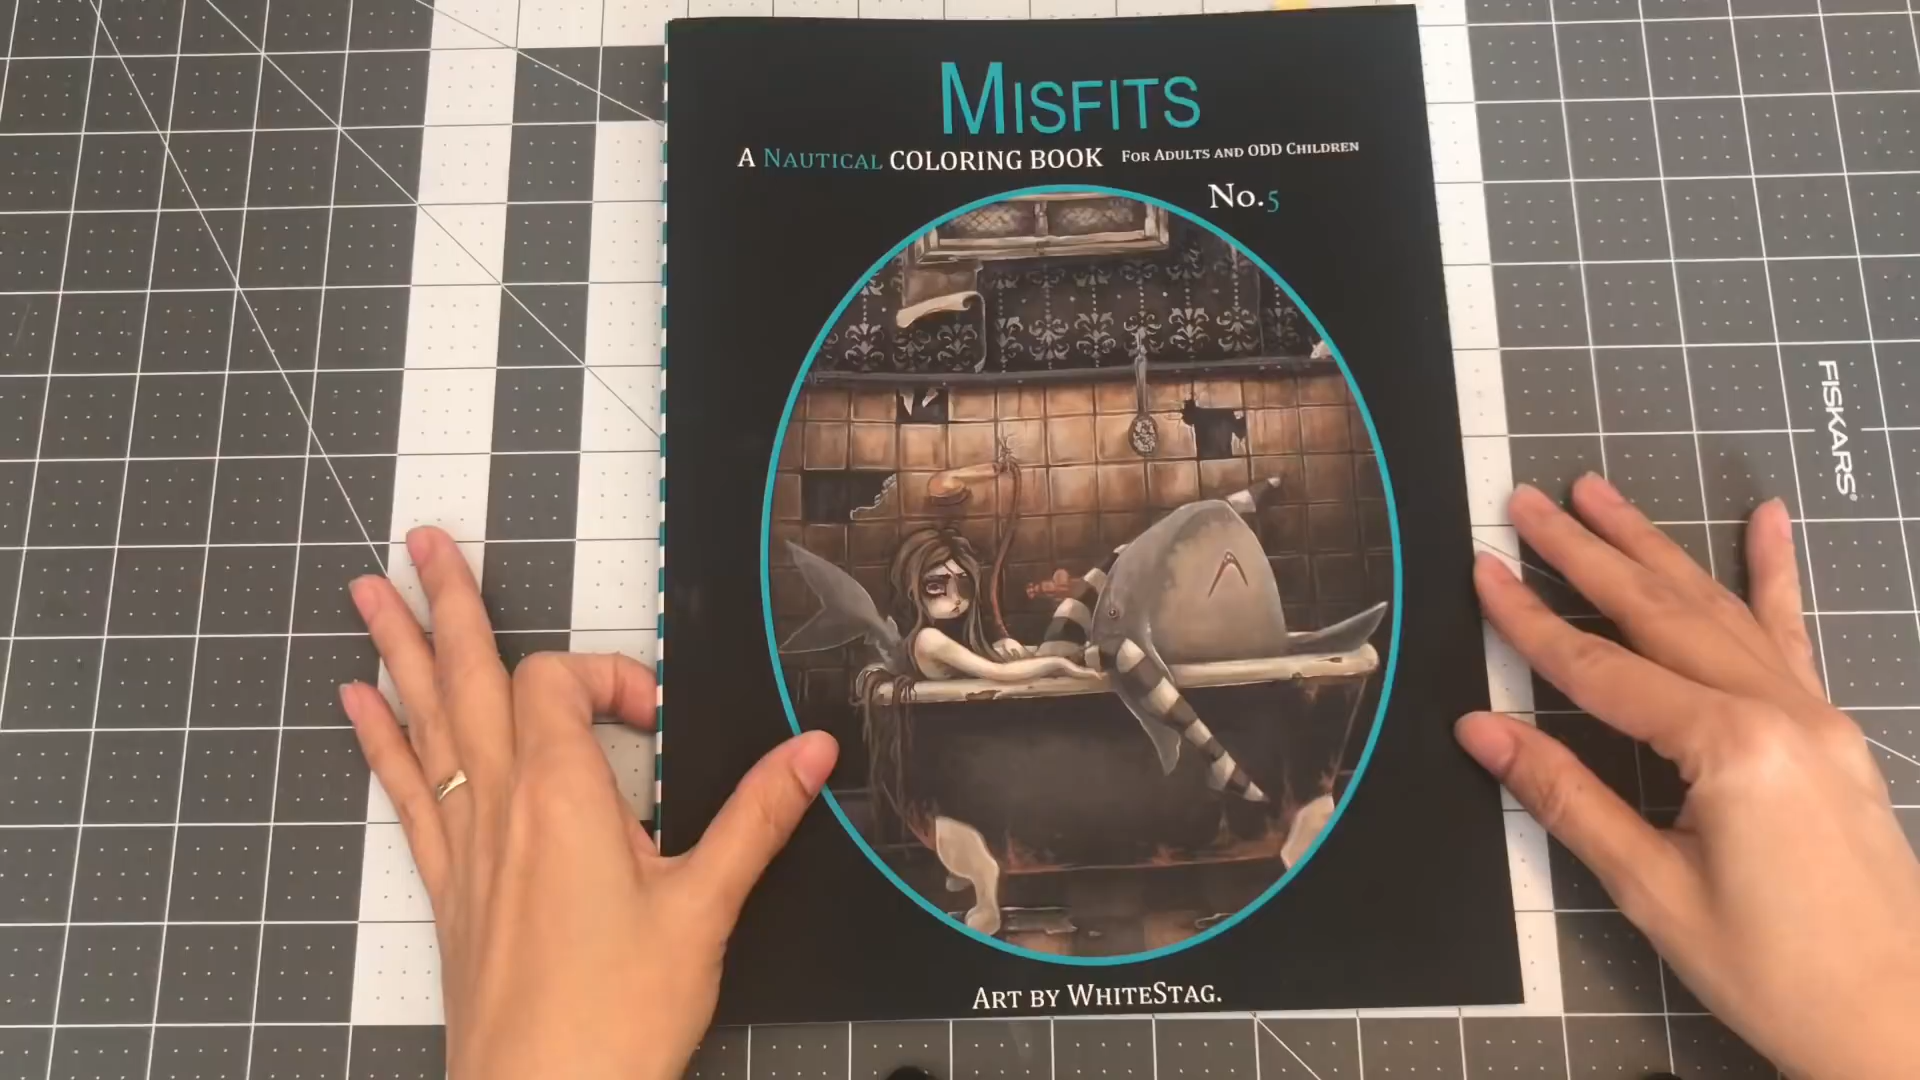 MISFITS
A NAUTICAL COLORING BOOK FOR ADULTS AND ODD CHILDREN
No.5
FISKARS®
ART BY WHITESTAG.